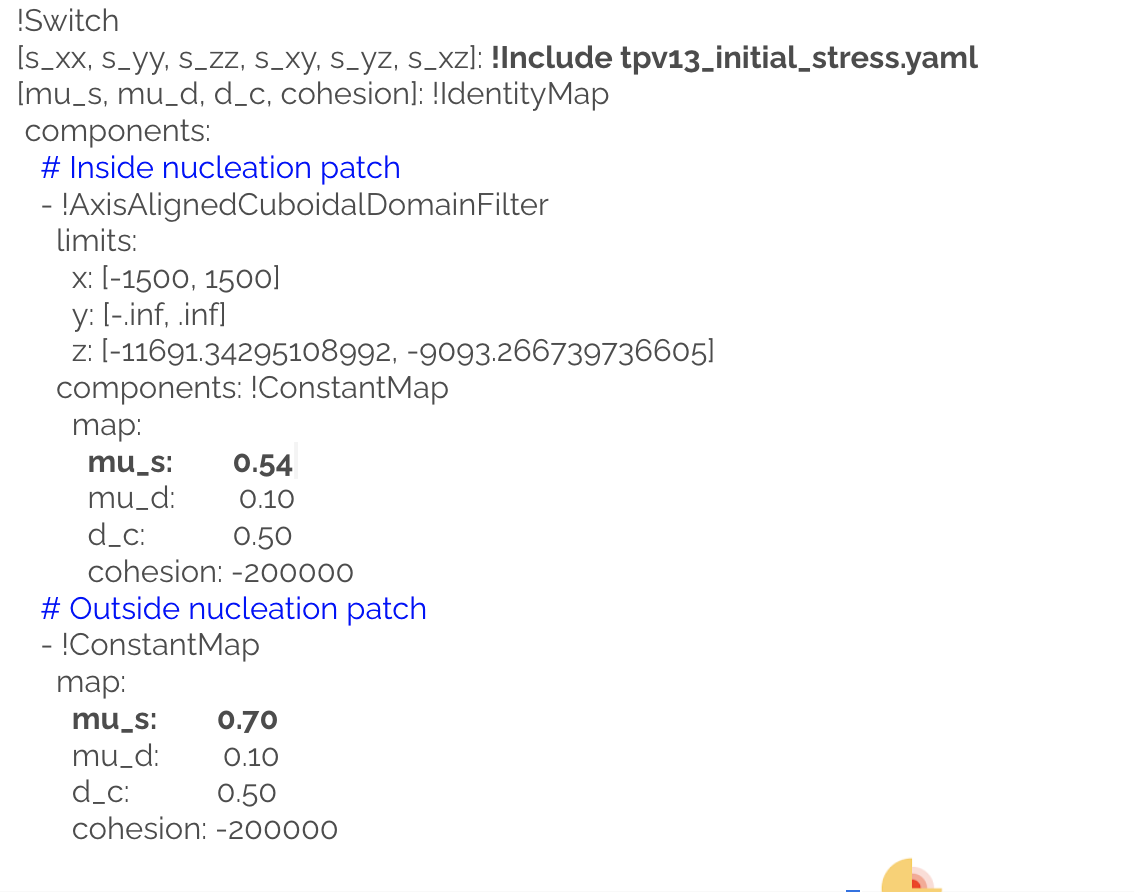 !Switch
[s_xx, s_yy, s_zz, s_xy, s_yz, s_xz]: !Include tpv13_initial_stress.yaml
[mu_s, mu_d, d_c, cohesion]: !IdentityMap
components:
# Inside nucleation patch
- !AxisAlignedCuboidalDomainFilter
limits:
x: [-1500, 1500]
y: [-.inf, .inf]
z: [-11691.34295108992, -9093.266739736605]
components: !ConstantMap
map:
mu_s: 0.54
mu_d: 0.10
d_c: 0.50
cohesion: -200000
# Outside nucleation patch
- !ConstantMap
map:
mu_s: 0.70
mu_d: 0.10
d_c: 0.50
cohesion: -200000